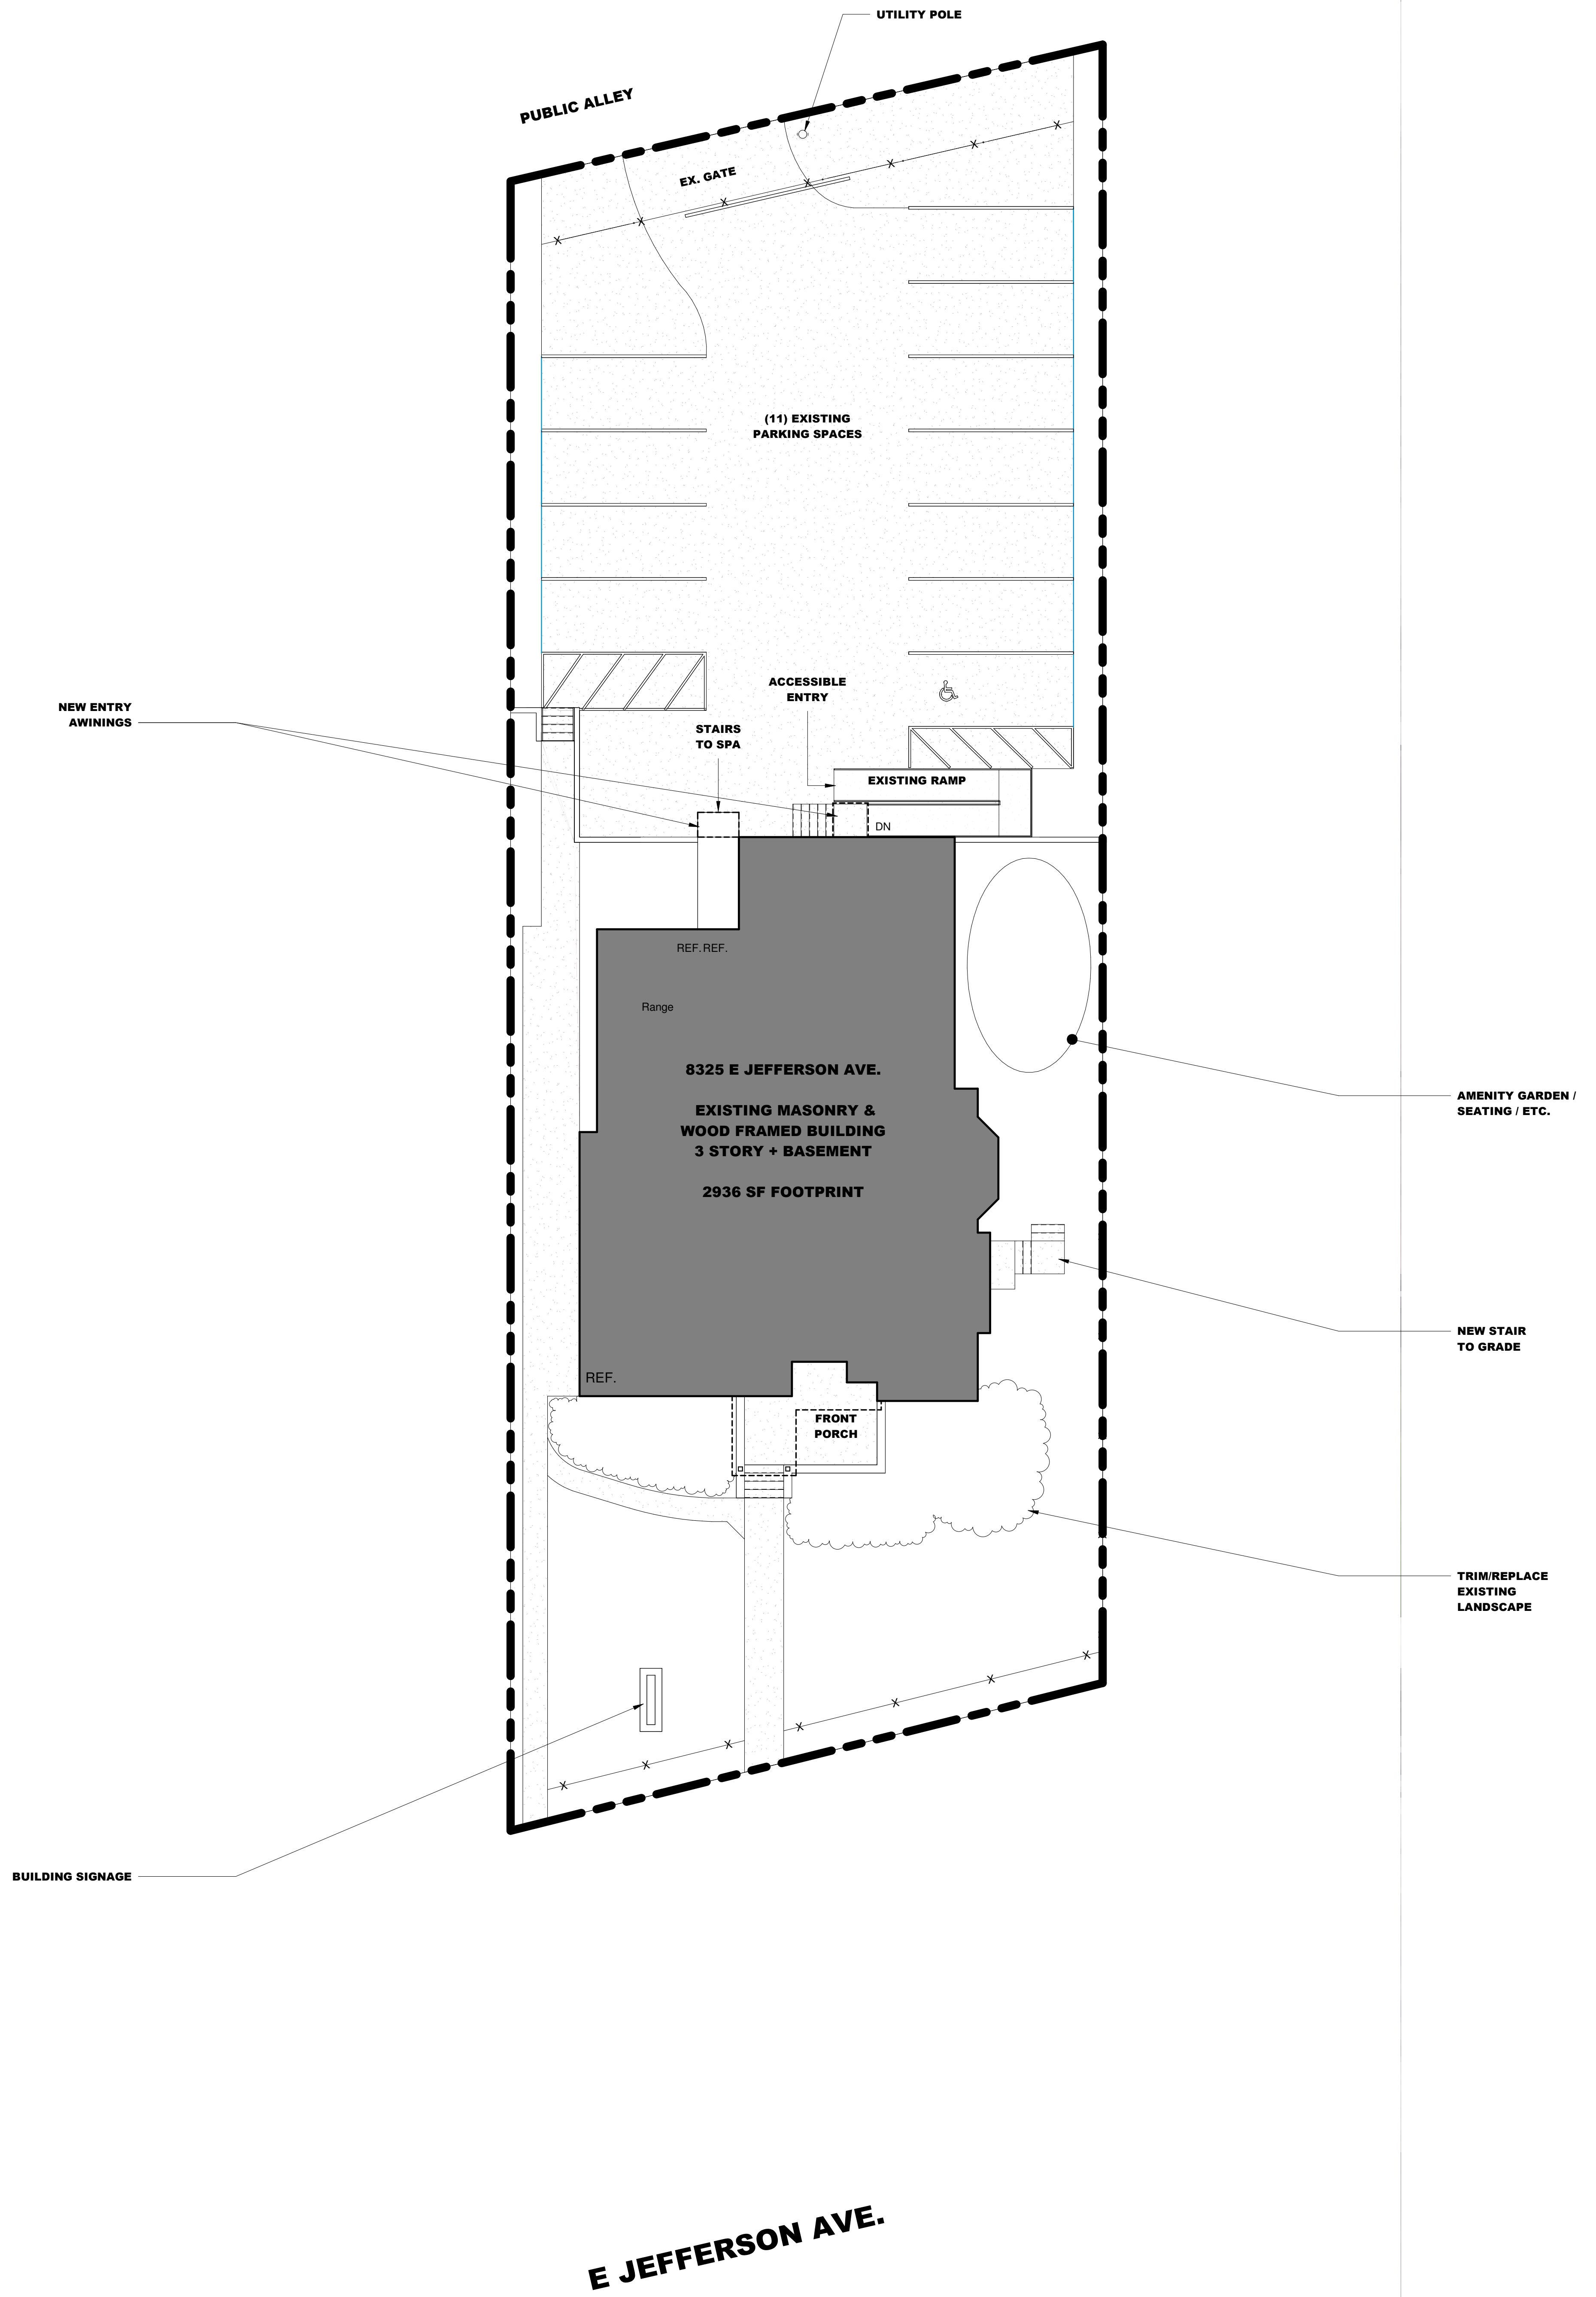 UTILITY POLE
PUBLIC ALLEY
EX. GATE
(11) EXISTING
PARKING SPACES
ACCESSIBLE
ENTRY
NEW ENTRY
AWININGS
STAIRS
TO SPA
EXISTING RAMP
DN
REF. REF.
Range
8325 E JEFFERSON AVE.
EXISTING MASONRY &
WOOD FRAMED BUILDING
3 STORY + BASEMENT
2936 SF FOOTPRINT
AMENITY GARDEN /
SEATING / ETC.
NEW STAIR
TO GRADE
REF.
FRONT
PORCH
TRIM/REPLACE
EXISTING
LANDSCAPE
BUILDING SIGNAGE
E JEFFERSON AVE.